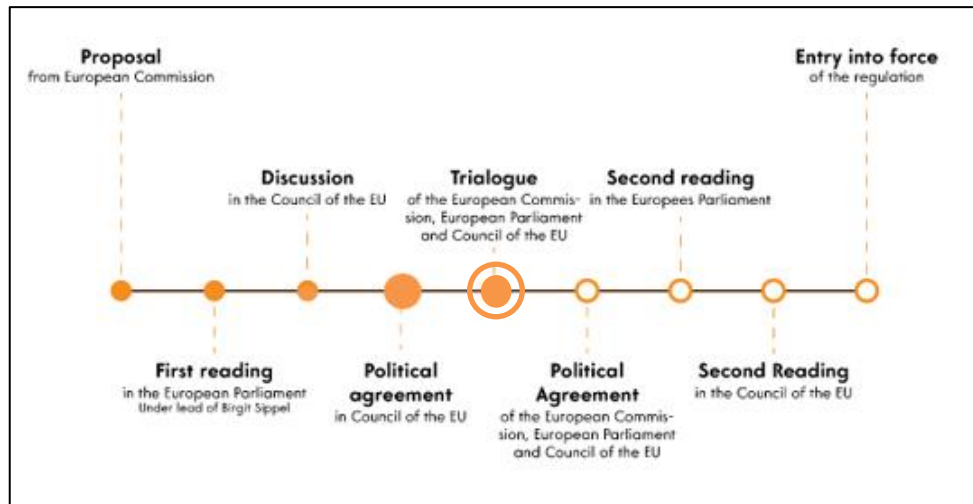 Proposal
from European Commission
Entry into force
of the regulation
Discussion
in the Council of the EU
Trialogue
of the European Commis-
sion, European Parliament
and Council of the EU
Second reading
in the Europees Parliament
First reading
in the European Parliament
Under lead of Birgit Sippel
Political
agreement
in Council of the EU
Political
Agreement
of the European Commis-
sion, European Parliament
and Council of the EU
Second Reading
in the Council of the EU